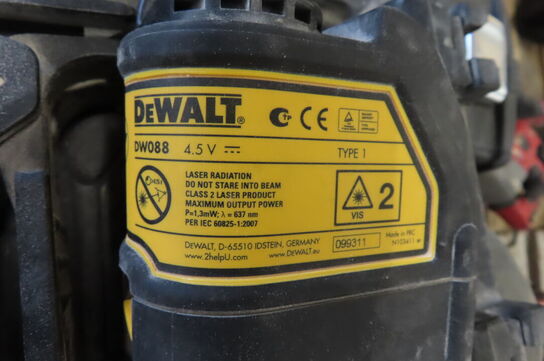 DEWALT®
CE
DW088 4.5 V TYPE 1
LASER RADIATION
DO NOT STARE INTO BEAM
CLASS 2 LASER PRODUCT
MAXIMUM OUTPUT POWER
P=1,3mW; λ = 637 nm
PER IEC 60825-1:2007
2
VIS
DEWALT, D-65510 IDSTEIN, GERMANY
www.2helpU.com www.DEWALT.eu
099311
Made in PRC
N103411